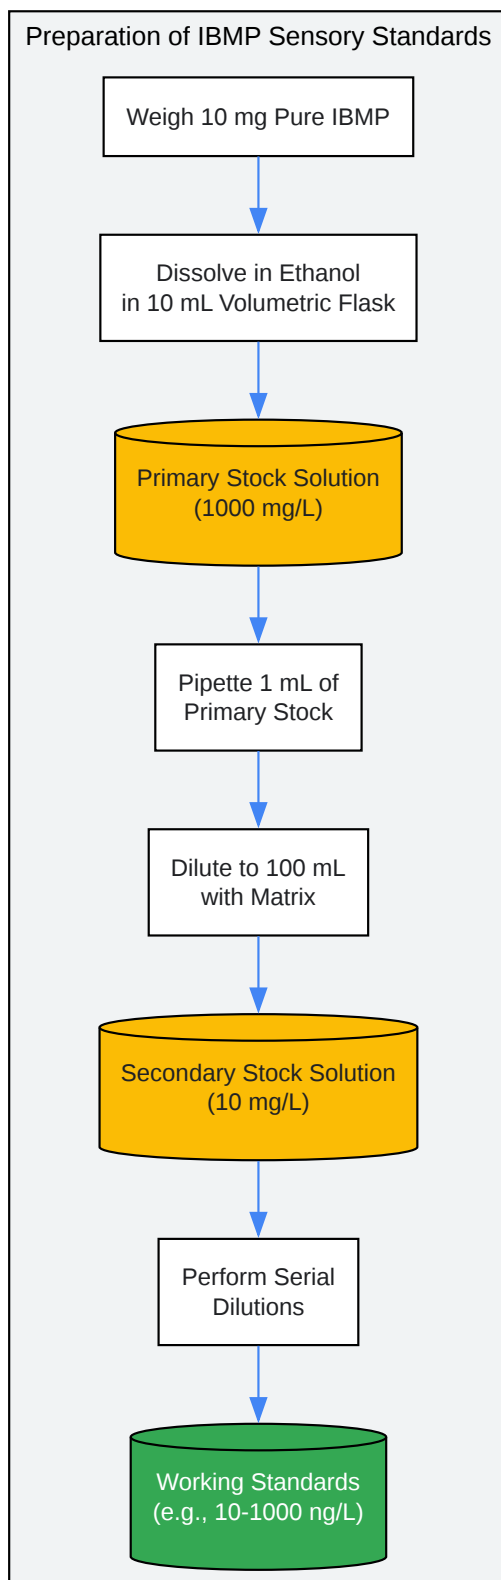 Preparation of IBMP Sensory Standards
Weigh 10 mg Pure IBMP
Dissolve in Ethanol
in 10 mL Volumetric Flask
Primary Stock Solution
(1000 mg/L)
Pipette 1 mL of
Primary Stock
Dilute to 100 mL
with Matrix
Secondary Stock Solution
(10 mg/L)
Perform Serial
Dilutions
Working Standards
(e.g., 10-1000 ng/L)